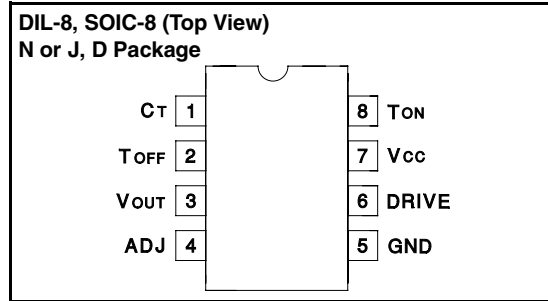 DIL-8, SOIC-8 (Top View)
N or J, D Package
CT 1 8 TON
TOFF 2 7 VCC
VOUT 3 6 DRIVE
ADJ 4 5 GND